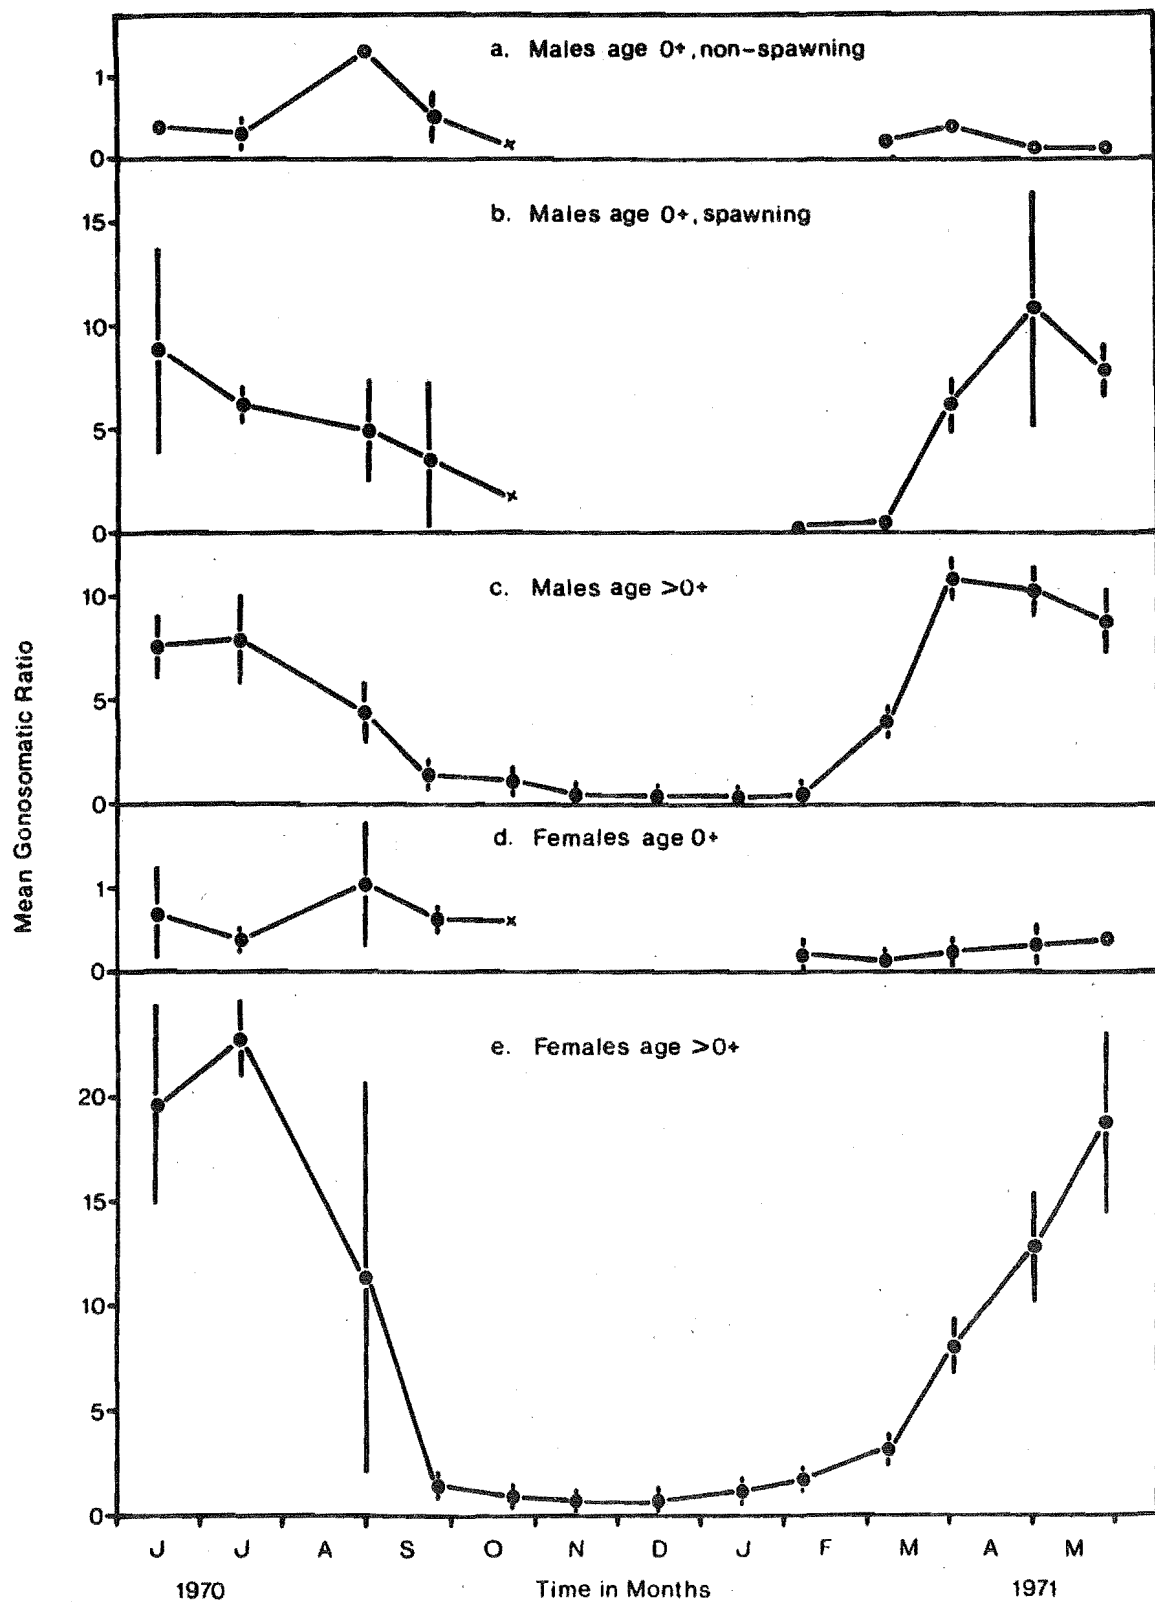 a. Males age 0+, non-spawning
1
0
b. Males age 0+, spawning
15
10
5
0
c. Males age >0+
10
5
0
d. Females age 0+
1
0
e. Females age >0+
20
15
10
5
0
Mean Gonosomatic Ratio
J J A S O N D J F M A M
1970 Time in Months 1971